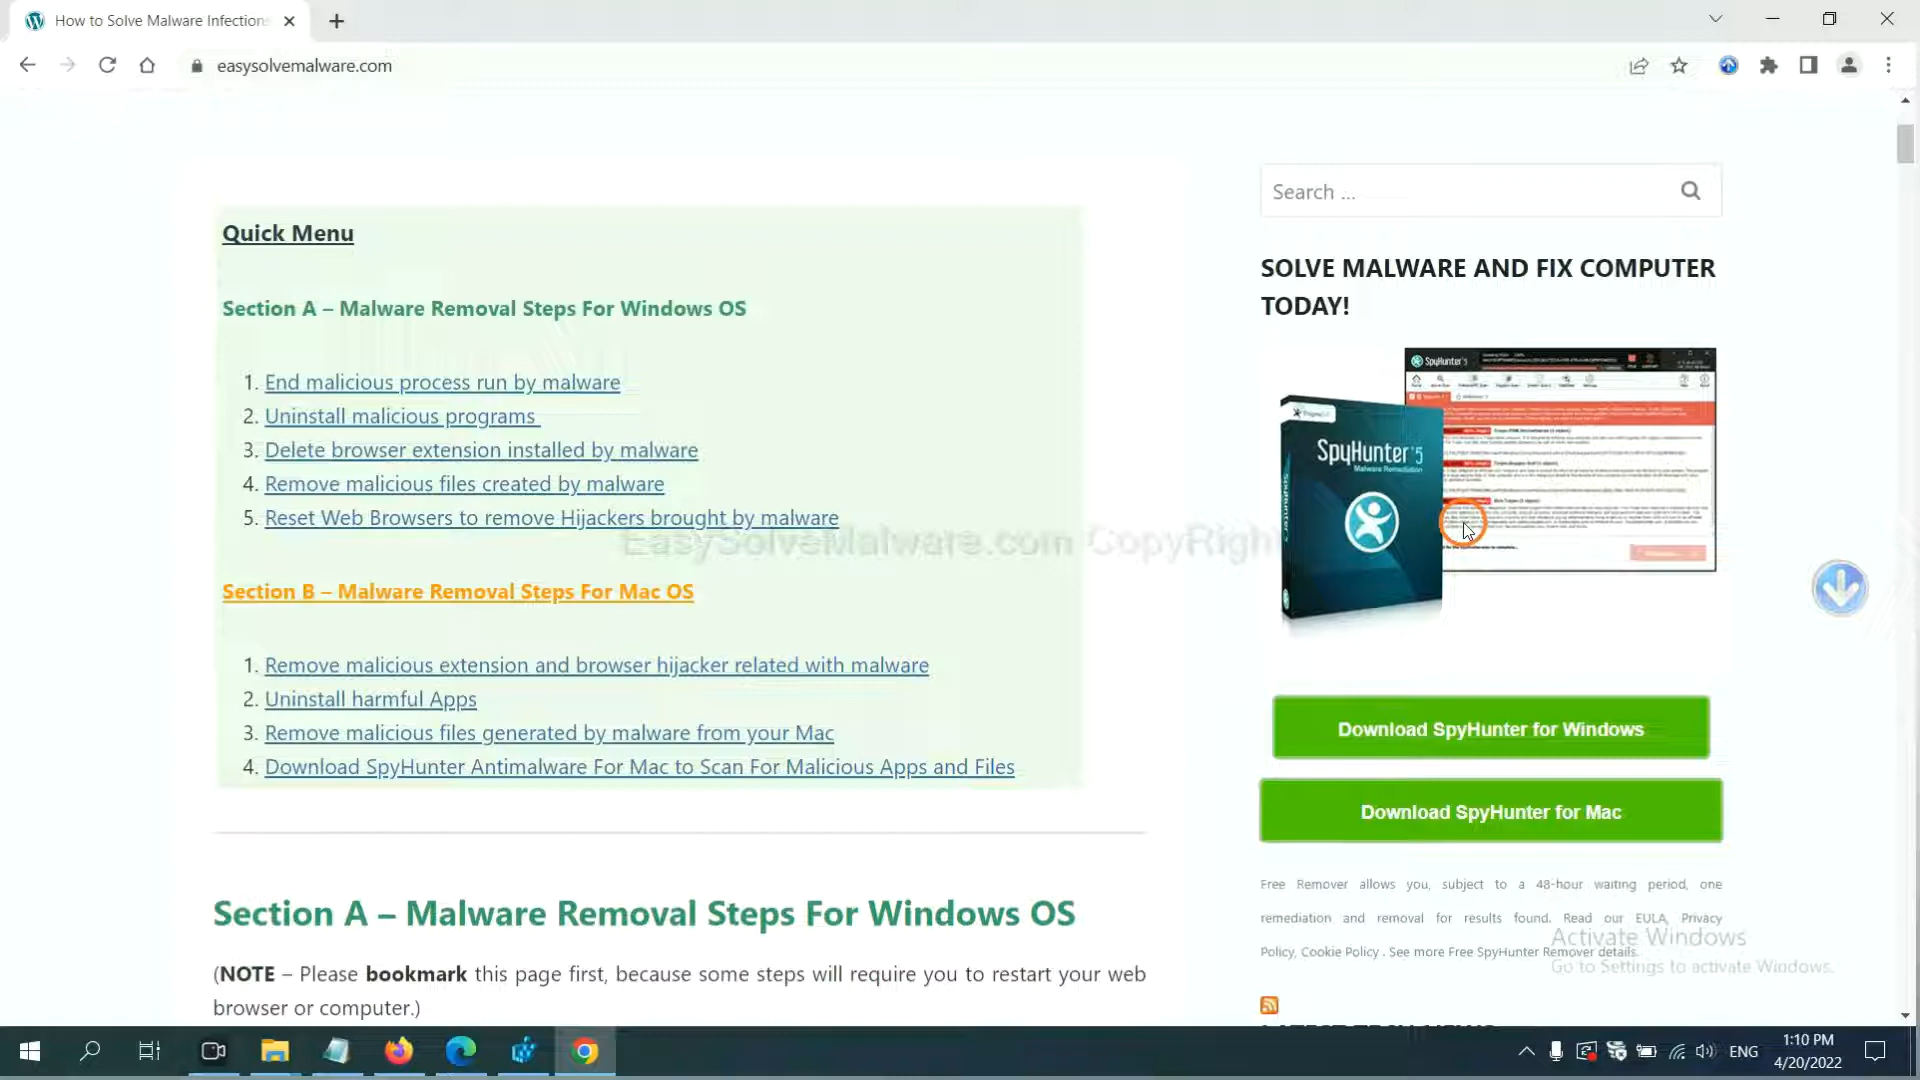 How to Solve Malware Infections
easysolvemalware.com
Quick Menu
Section A – Malware Removal Steps For Windows OS
1. End malicious process run by malware
2. Uninstall malicious programs
3. Delete browser extension installed by malware
4. Remove malicious files created by malware
5. Reset Web Browsers to remove Hijackers brought by malware
EasySolveMalware.com CopyRigh
Section B – Malware Removal Steps For Mac OS
1. Remove malicious extension and browser hijacker related with malware
2. Uninstall harmful Apps
3. Remove malicious files generated by malware from your Mac
4. Download SpyHunter Antimalware For Mac to Scan For Malicious Apps and Files
Section A – Malware Removal Steps For Windows OS
(NOTE – Please bookmark this page first, because some steps will require you to restart your web
browser or computer.)
Search ...
SOLVE MALWARE AND FIX COMPUTER
TODAY!
SpyHunter 5
SpyHunter 5
Malware Remediation
Download SpyHunter for Windows
Download SpyHunter for Mac
Free Remover allows you, subject to a 48-hour waiting period, one
remediation and removal for results found. Read our EULA, Privacy
Policy, Cookie Policy . See more Free SpyHunter Remover details.
Activate Windows
Go to Settings to activate Windows.
LATEST TECH NEWS
ENG
1:10 PM
4/20/2022